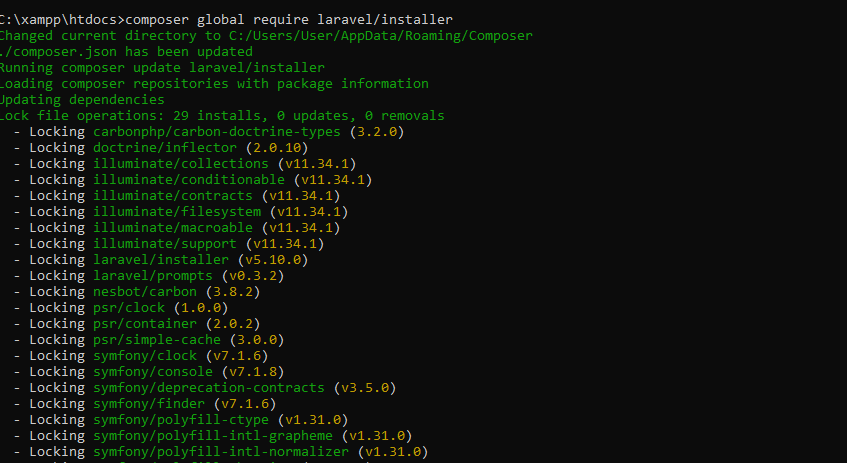 C:\xampp\htdocs>composer global require laravel/installer
Changed current directory to C:/Users/User/AppData/Roaming/Composer
./composer.json has been updated
Running composer update laravel/installer
Loading composer repositories with package information
Updating dependencies
Lock file operations: 29 installs, 0 updates, 0 removals
  - Locking carbonphp/carbon-doctrine-types (3.2.0)
  - Locking doctrine/inflector (2.0.10)
  - Locking illuminate/collections (v11.34.1)
  - Locking illuminate/conditionable (v11.34.1)
  - Locking illuminate/contracts (v11.34.1)
  - Locking illuminate/filesystem (v11.34.1)
  - Locking illuminate/macroable (v11.34.1)
  - Locking illuminate/support (v11.34.1)
  - Locking laravel/installer (v5.10.0)
  - Locking laravel/prompts (v0.3.2)
  - Locking nesbot/carbon (3.8.2)
  - Locking psr/clock (1.0.0)
  - Locking psr/container (2.0.2)
  - Locking psr/simple-cache (3.0.0)
  - Locking symfony/clock (v7.1.6)
  - Locking symfony/console (v7.1.8)
  - Locking symfony/deprecation-contracts (v3.5.0)
  - Locking symfony/finder (v7.1.6)
  - Locking symfony/polyfill-ctype (v1.31.0)
  - Locking symfony/polyfill-intl-grapheme (v1.31.0)
  - Locking symfony/polyfill-intl-normalizer (v1.31.0)